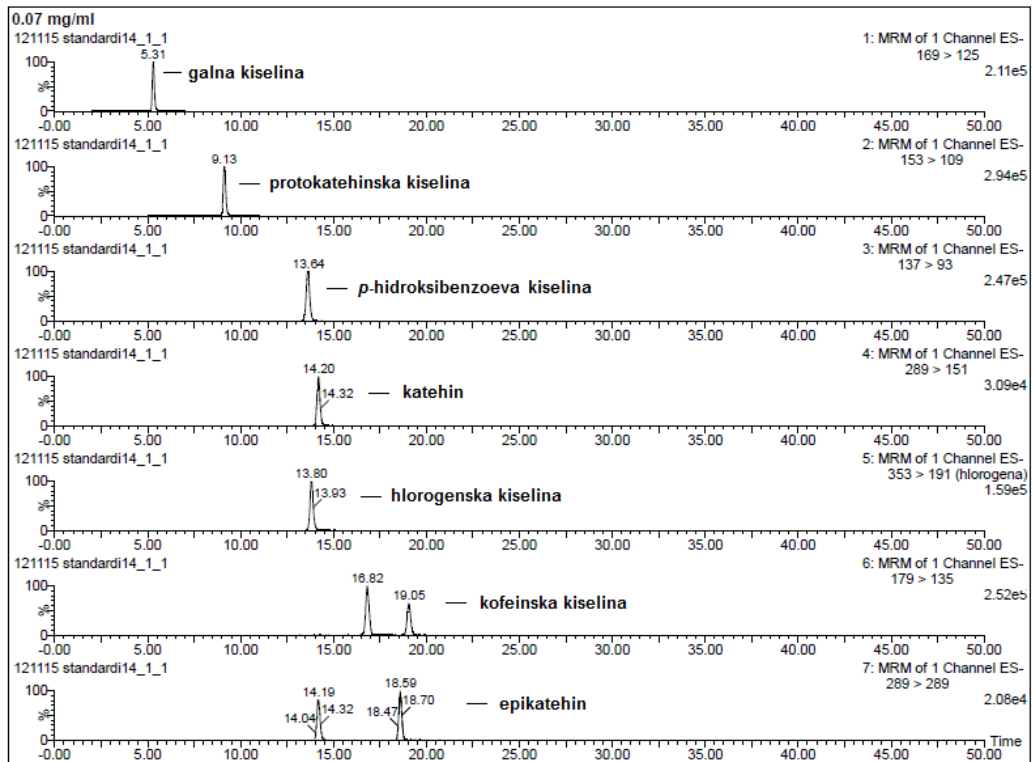 0.07 mg/ml
121115 standardi14_1_1
1: MRM of 1 Channel ES-
169 > 125
2.11e5
5.31
galna kiselina
100
%
0
-0.00 5.00 10.00 15.00 20.00 25.00 30.00 35.00 40.00 45.00 50.00
121115 standardi14_1_1
2: MRM of 1 Channel ES-
153 > 109
2.94e5
9.13
protokatehinska kiselina
100
%
0
-0.00 5.00 10.00 15.00 20.00 25.00 30.00 35.00 40.00 45.00 50.00
121115 standardi14_1_1
3: MRM of 1 Channel ES-
137 > 93
2.47e5
13.64
p-hidroksibenzoeva kiselina
100
%
0
-0.00 5.00 10.00 15.00 20.00 25.00 30.00 35.00 40.00 45.00 50.00
121115 standardi14_1_1
4: MRM of 1 Channel ES-
289 > 151
3.09e4
14.20
14.32
katehin
100
%
0
-0.00 5.00 10.00 15.00 20.00 25.00 30.00 35.00 40.00 45.00 50.00
121115 standardi14_1_1
5: MRM of 1 Channel ES-
353 > 191 (hlorogena)
1.59e5
13.80
13.93
hlorogenska kiselina
100
%
0
-0.00 5.00 10.00 15.00 20.00 25.00 30.00 35.00 40.00 45.00 50.00
121115 standardi14_1_1
6: MRM of 1 Channel ES-
179 > 135
2.52e5
16.82
19.05
kofeinska kiselina
100
%
0
-0.00 5.00 10.00 15.00 20.00 25.00 30.00 35.00 40.00 45.00 50.00
121115 standardi14_1_1
7: MRM of 1 Channel ES-
289 > 289
2.08e4
14.19
14.32
14.04
18.59
18.70
18.47
epikatehin
100
%
0
Time
-0.00 5.00 10.00 15.00 20.00 25.00 30.00 35.00 40.00 45.00 50.00